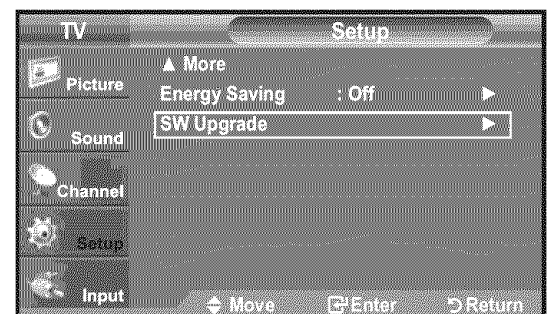 TV
Setup
Picture
Sound
Channel
Setup
Input
▲ More
Energy Saving : Off ►
SW Upgrade ►
Move Enter Return